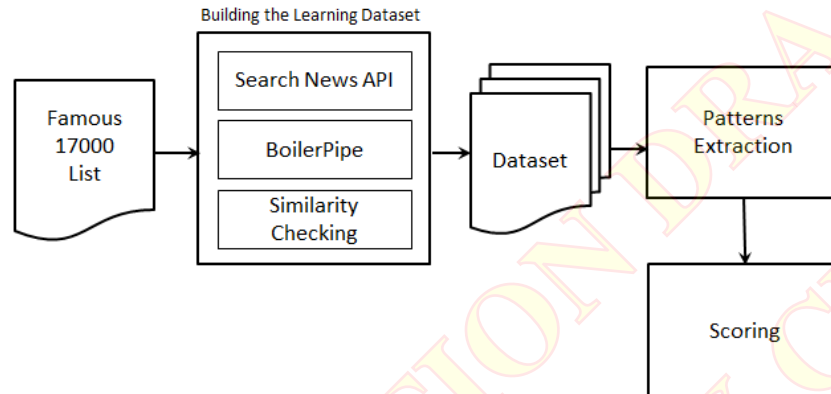 Building the Learning Dataset
Famous
17000
List
Search News API
BoilerPipe
Similarity
Checking
Dataset
Patterns
Extraction
Scoring